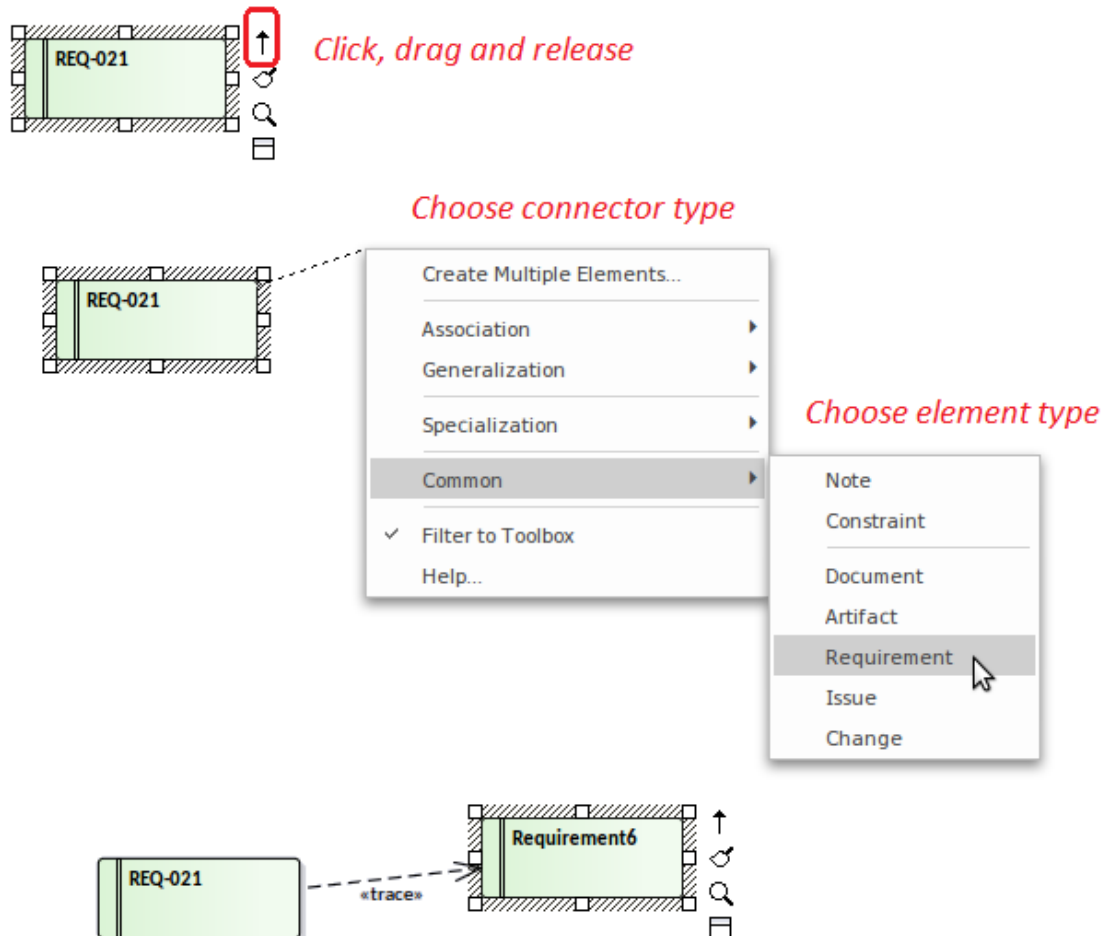 REQ-021
Click, drag and release
Choose connector type
REQ-021
Create Multiple Elements...
Association
Generalization
Specialization
Common
Filter to Toolbox
Help...
Choose element type
Note
Constraint
Document
Artifact
Requirement
Issue
Change
REQ-021
«trace»
Requirement6